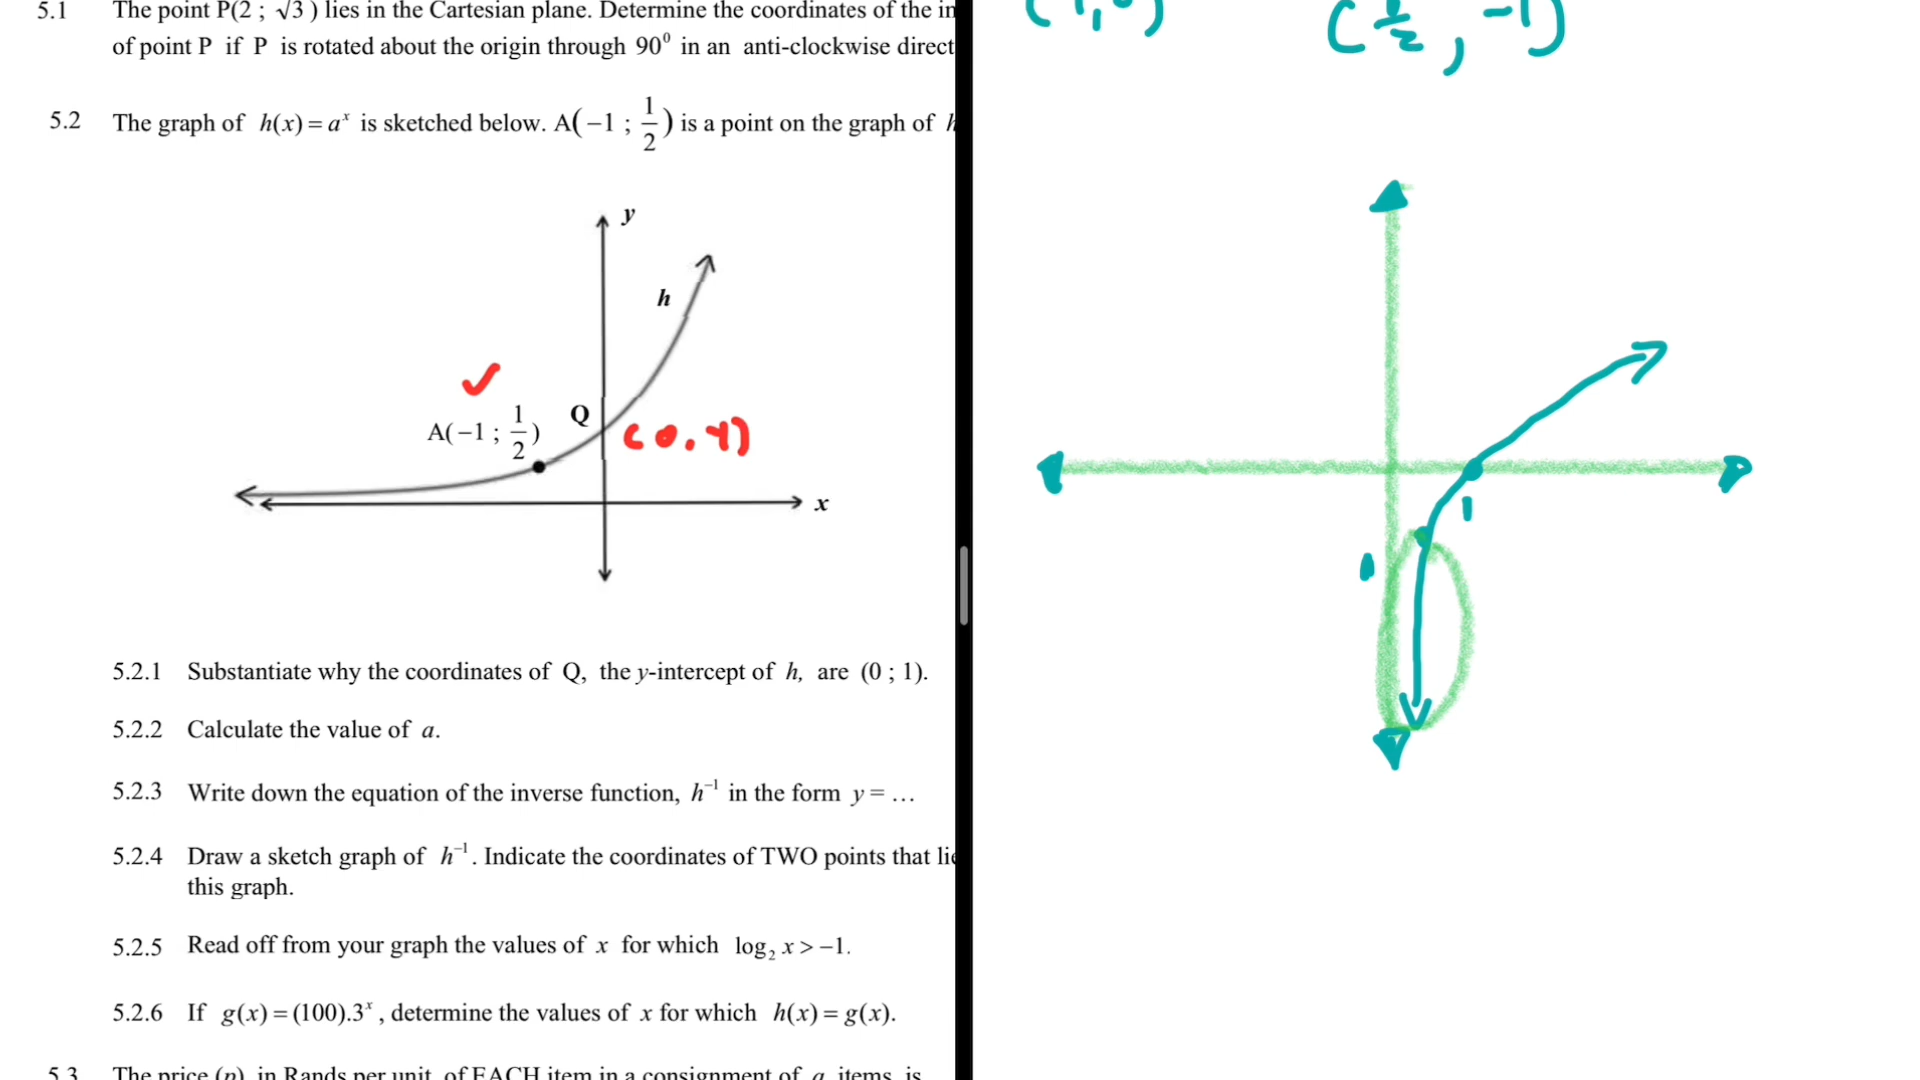 5.1 The point P(2 ; √3 ) lies in the Cartesian plane. Determine the coordinates of the
of point P if P is rotated about the origin through 90⁰ in an anti-clockwise
5.2 The graph of h(x) = aˣ is sketched below. A(−1 ; 1/2) is a point on the graph of h
y
h
A(−1 ; 1/2)
Q
(0, 1)
x
5.2.1 Substantiate why the coordinates of Q, the y-intercept of h, are (0 ; 1).
5.2.2 Calculate the value of a.
5.2.3 Write down the equation of the inverse function, h⁻¹ in the form y = …
5.2.4 Draw a sketch graph of h⁻¹. Indicate the coordinates of TWO points that
this graph.
5.2.5 Read off from your graph the values of x for which log₂ x > −1.
5.2.6 If g(x) = (100).3ˣ , determine the values of x for which h(x) = g(x).
5.3 The price (p), in Rands per unit, of EACH item in a consignment of q items, is
(1/2, -1)
1